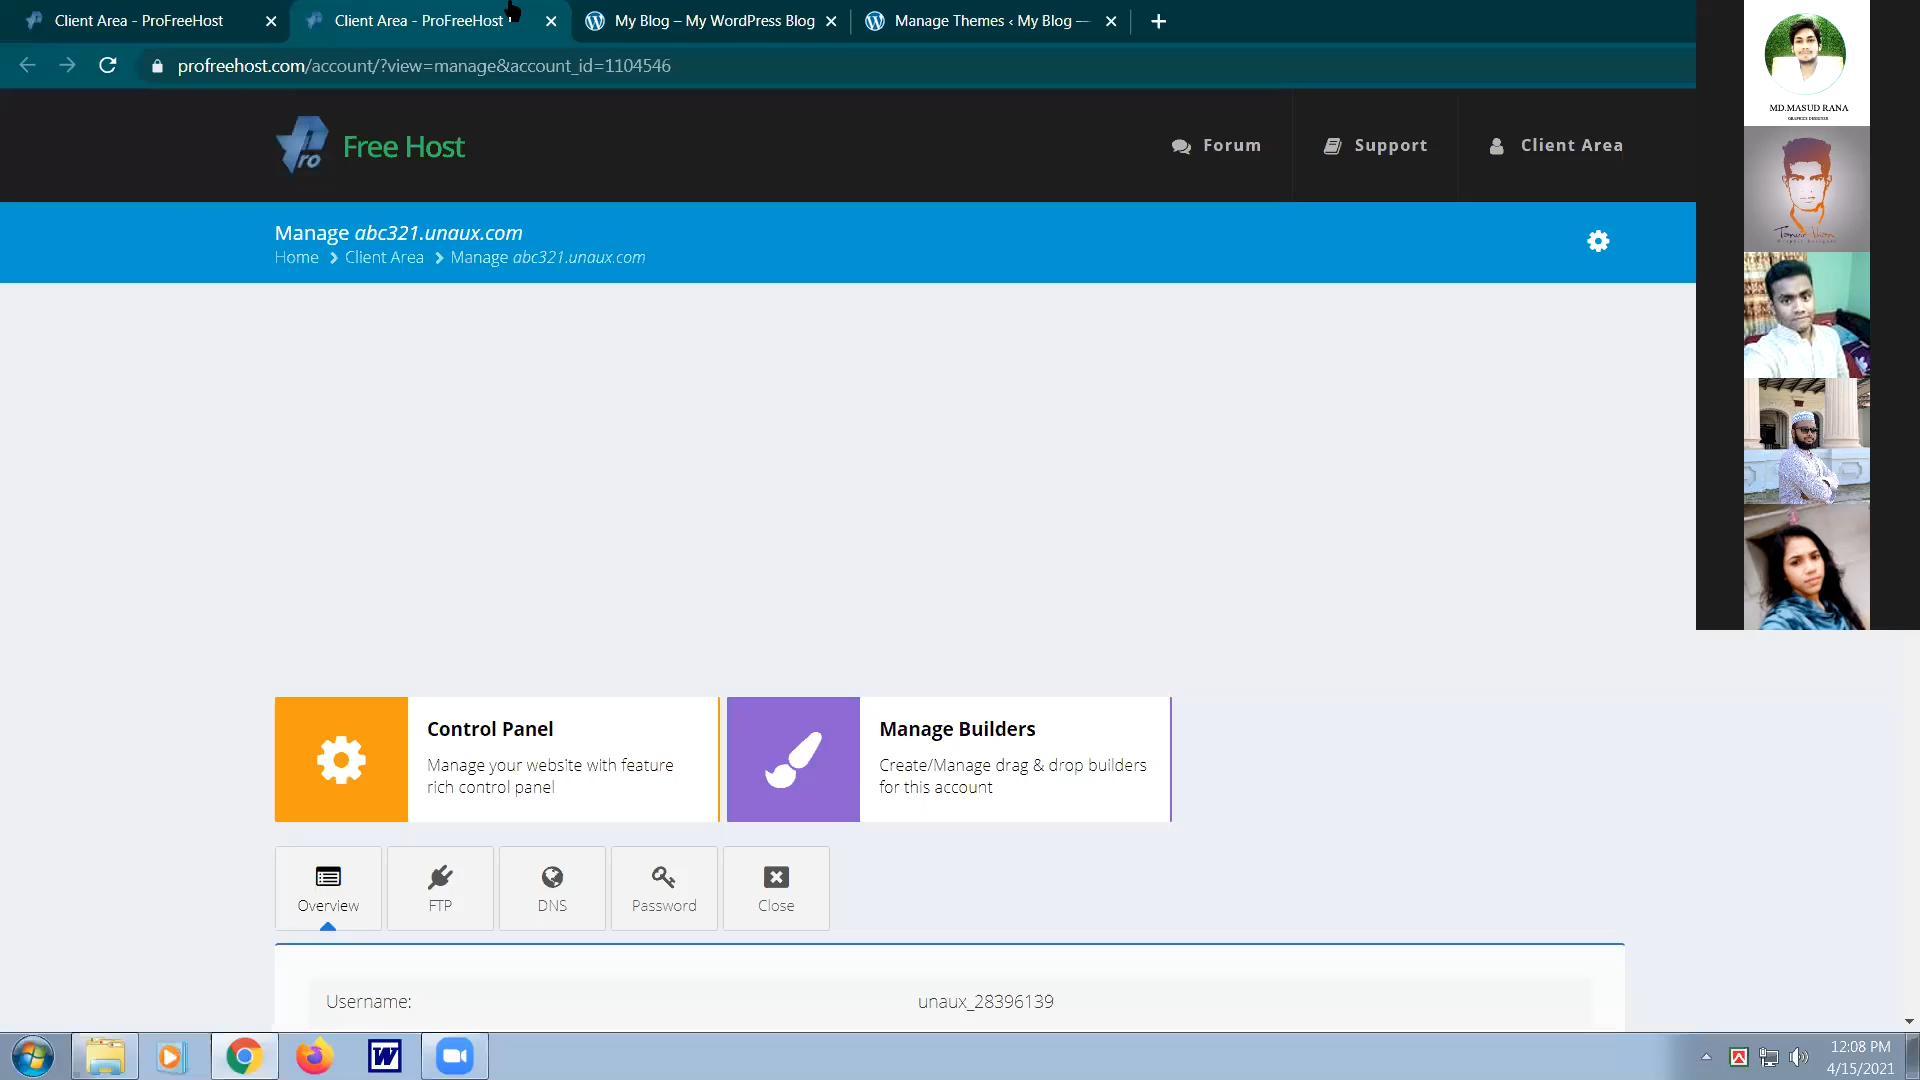 Client Area - ProFreeHost
Client Area - ProFreeHost
My Blog – My WordPress Blog
Manage Themes ‹ My Blog —
profreehost.com/account/?view=manage&account_id=1104546
MD.MASUD RANA
GRAPHICS DESIGNER
ro
Free Host
Forum
Support
Client Area
Manage abc321.unaux.com
Home
Client Area
Manage abc321.unaux.com
Control Panel
Manage your website with feature
rich control panel
Manage Builders
Create/Manage drag & drop builders
for this account
Overview
FTP
DNS
Password
Close
Username:
unaux_28396139
12:08 PM
4/15/2021